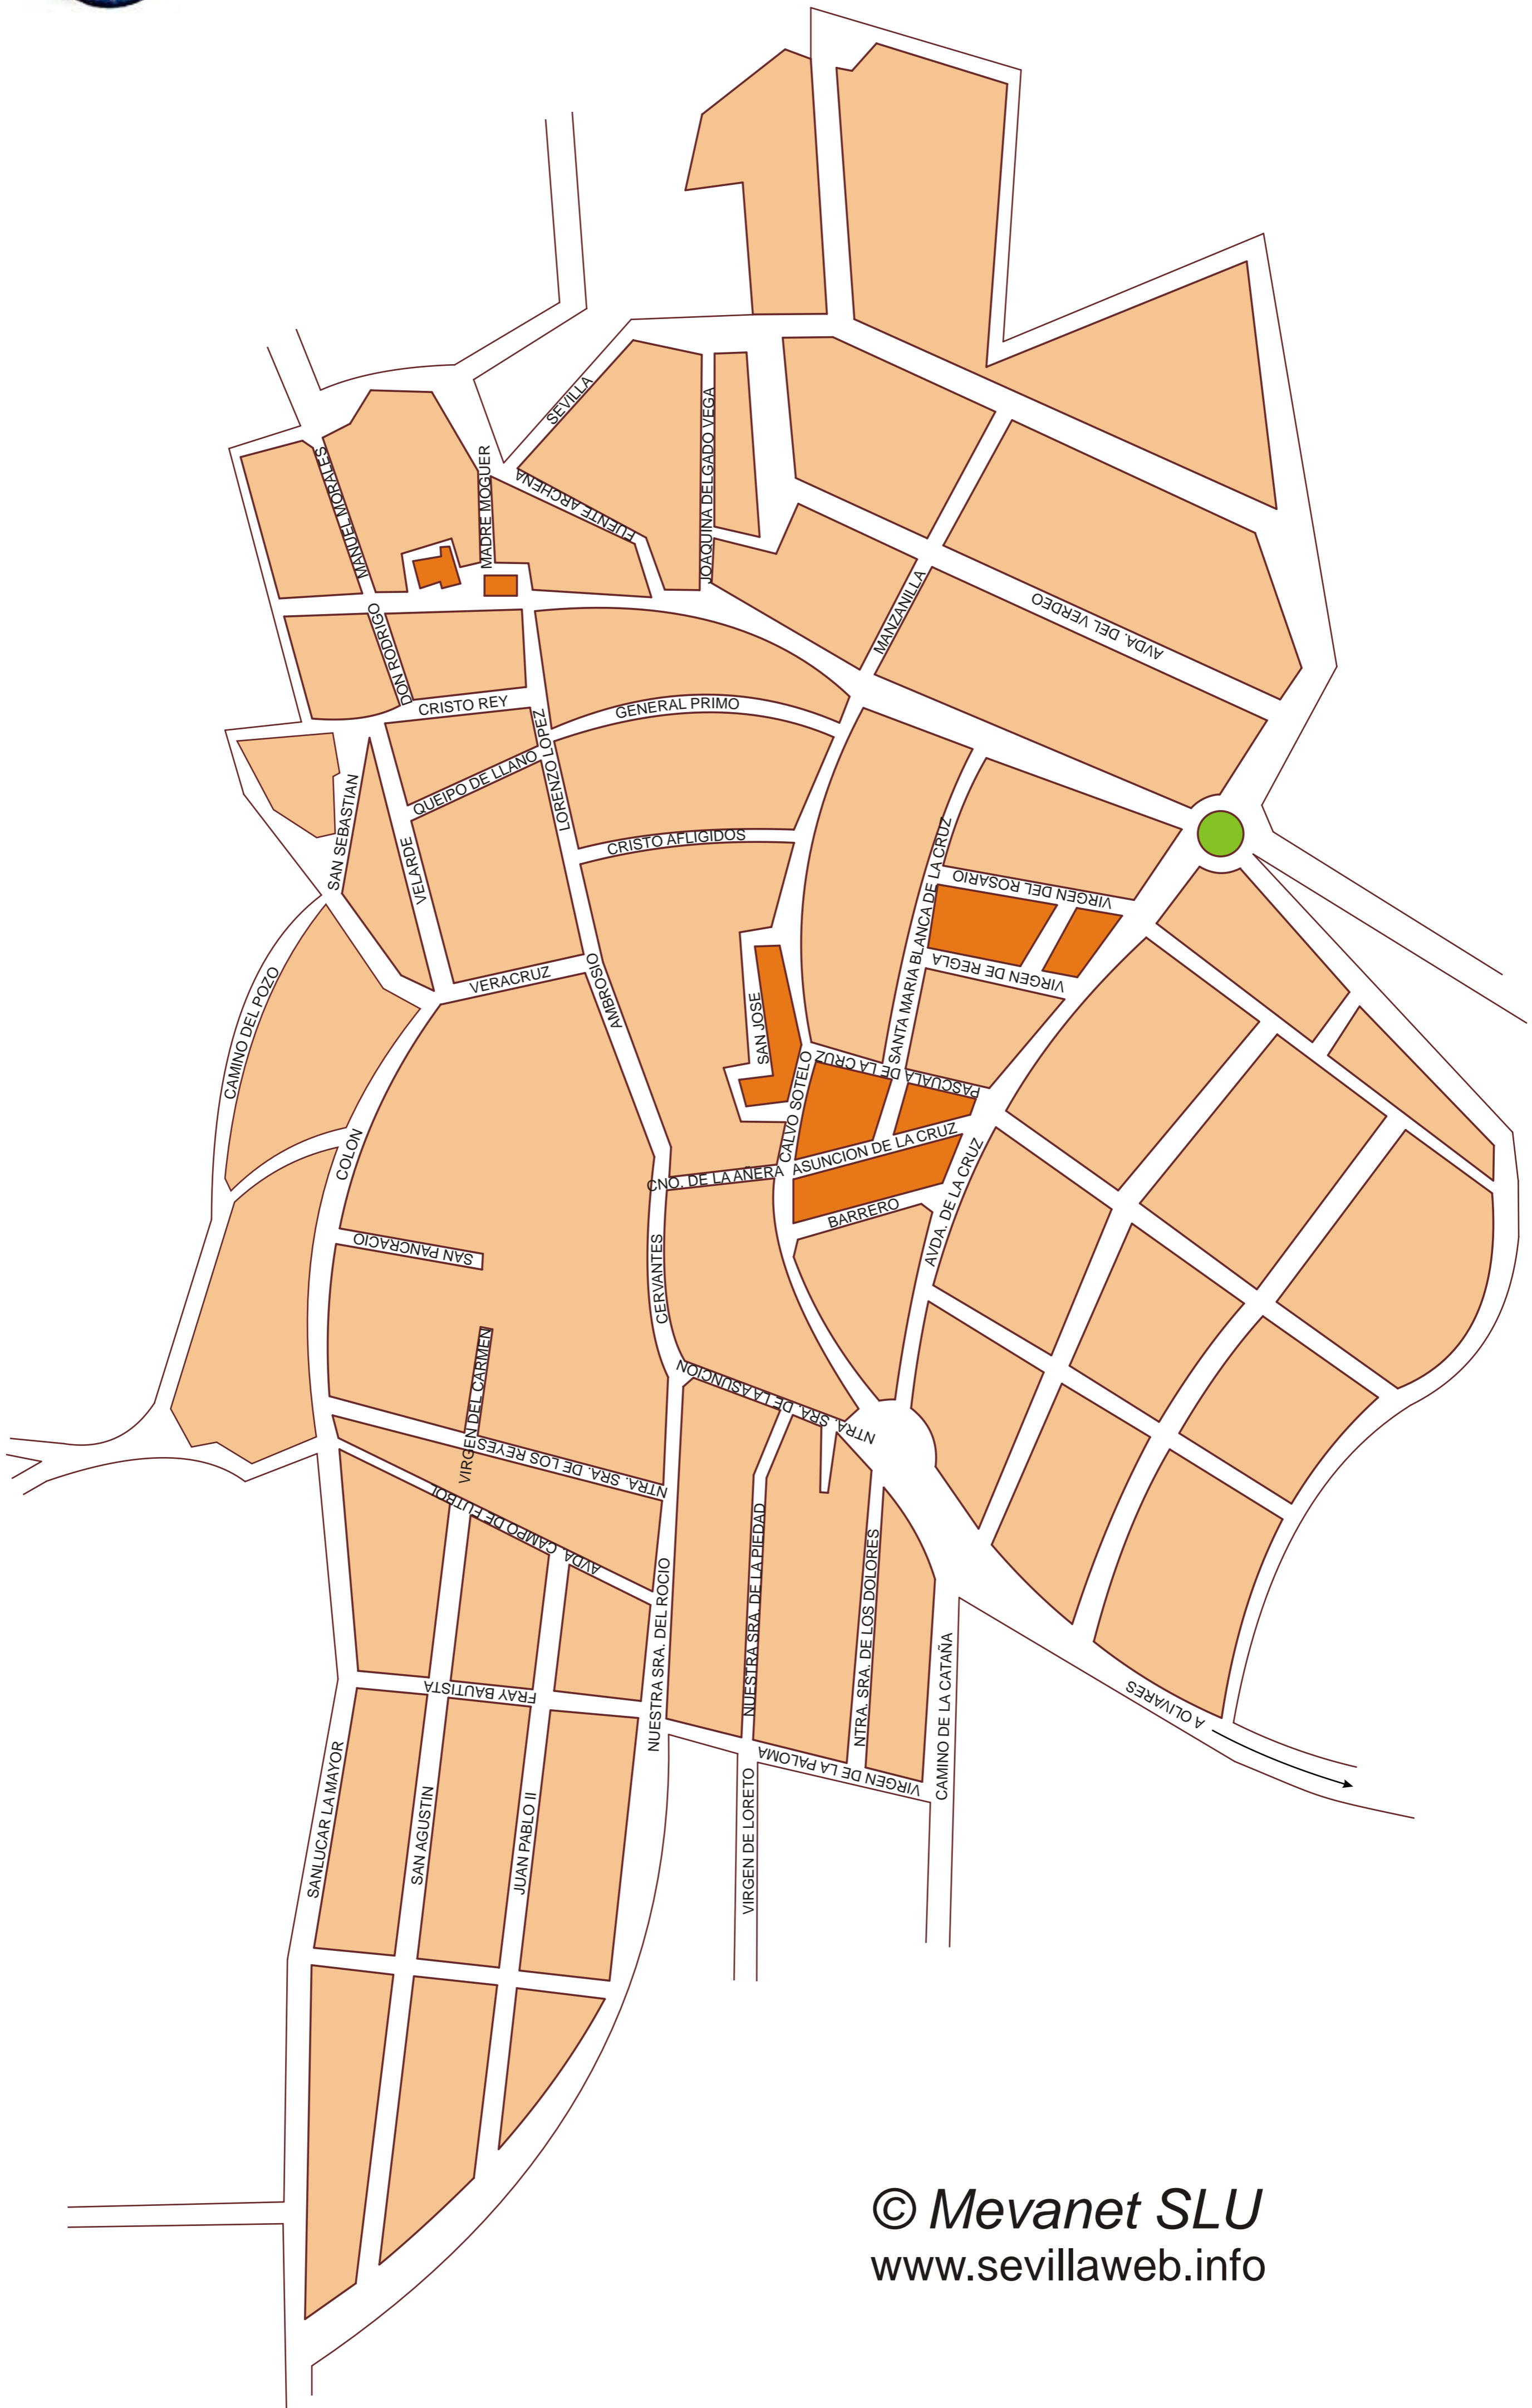 SEVILLA
MANUEL MORALES
MADRE MOGUER
FUENTE ARCHENA
JOAQUINA DELGADO VEGA
MANZANILLA
AVDA. DEL VERDEO
DON RODRIGO
CRISTO REY
GENERAL PRIMO
LORENZO LOPEZ
QUEIPO DE LLANO
SAN SEBASTIAN
VELARDE
CRISTO AFLIGIDOS
SANTA MARIA BLANCA DE LA CRUZ
VIRGEN DEL ROSARIO
VIRGEN DE REGLA
CAMINO DEL POZO
VERACRUZ
AMBROSIO
SAN JOSE
CALVO SOTELO
PASCUALA DE LA CRUZ
COLON
CNO. DE LA AÑERA
ASUNCION DE LA CRUZ
BARRERO
AVDA. DE LA CRUZ
SAN PANCRACIO
CERVANTES
VIRGEN DEL CARMEN
NTRA. SRA. DE LA ASUNCION
NTRA. SRA. DE LOS REYES
AVDA. CAMPO DE FUTBOL
NUESTRA SRA. DEL ROCIO
NUESTRA SRA. DE LA PIEDAD
NTRA. SRA. DE LOS DOLORES
CAMINO DE LA CATAÑA
FRAY BAUTISTA
A OLIVARES
VIRGEN DE LA PALOMA
SANLUCAR LA MAYOR
SAN AGUSTIN
JUAN PABLO II
VIRGEN DE LORETO
© Mevanet SLU
www.sevillaweb.info